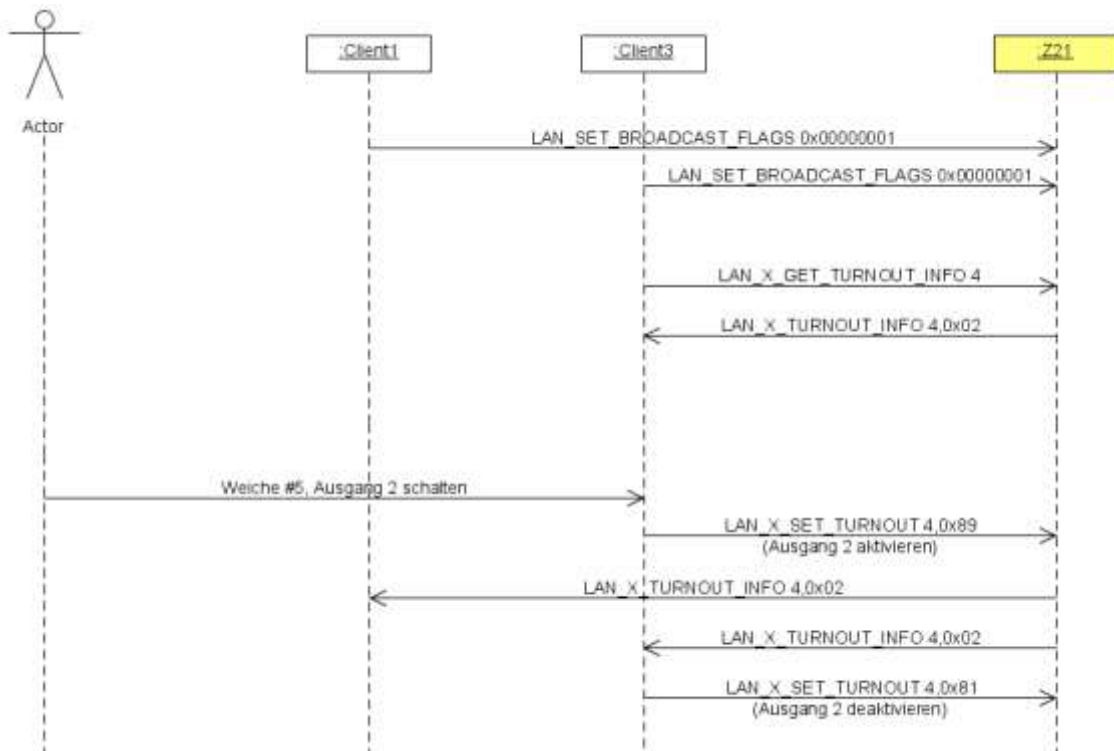 :Client1
:Client3
:Z21
Actor
LAN_SET_BROADCAST_FLAGS 0x00000001
LAN_SET_BROADCAST_FLAGS 0x00000001
LAN_X_GET_TURNOUT_INFO 4
LAN_X_TURNOUT_INFO 4,0x02
Weiche #5, Ausgang 2 schalten
LAN_X_SET_TURNOUT 4,0x89
(Ausgang 2 aktivieren)
LAN_X_TURNOUT_INFO 4,0x02
LAN_X_TURNOUT_INFO 4,0x02
LAN_X_SET_TURNOUT 4,0x81
(Ausgang 2 deaktivieren)